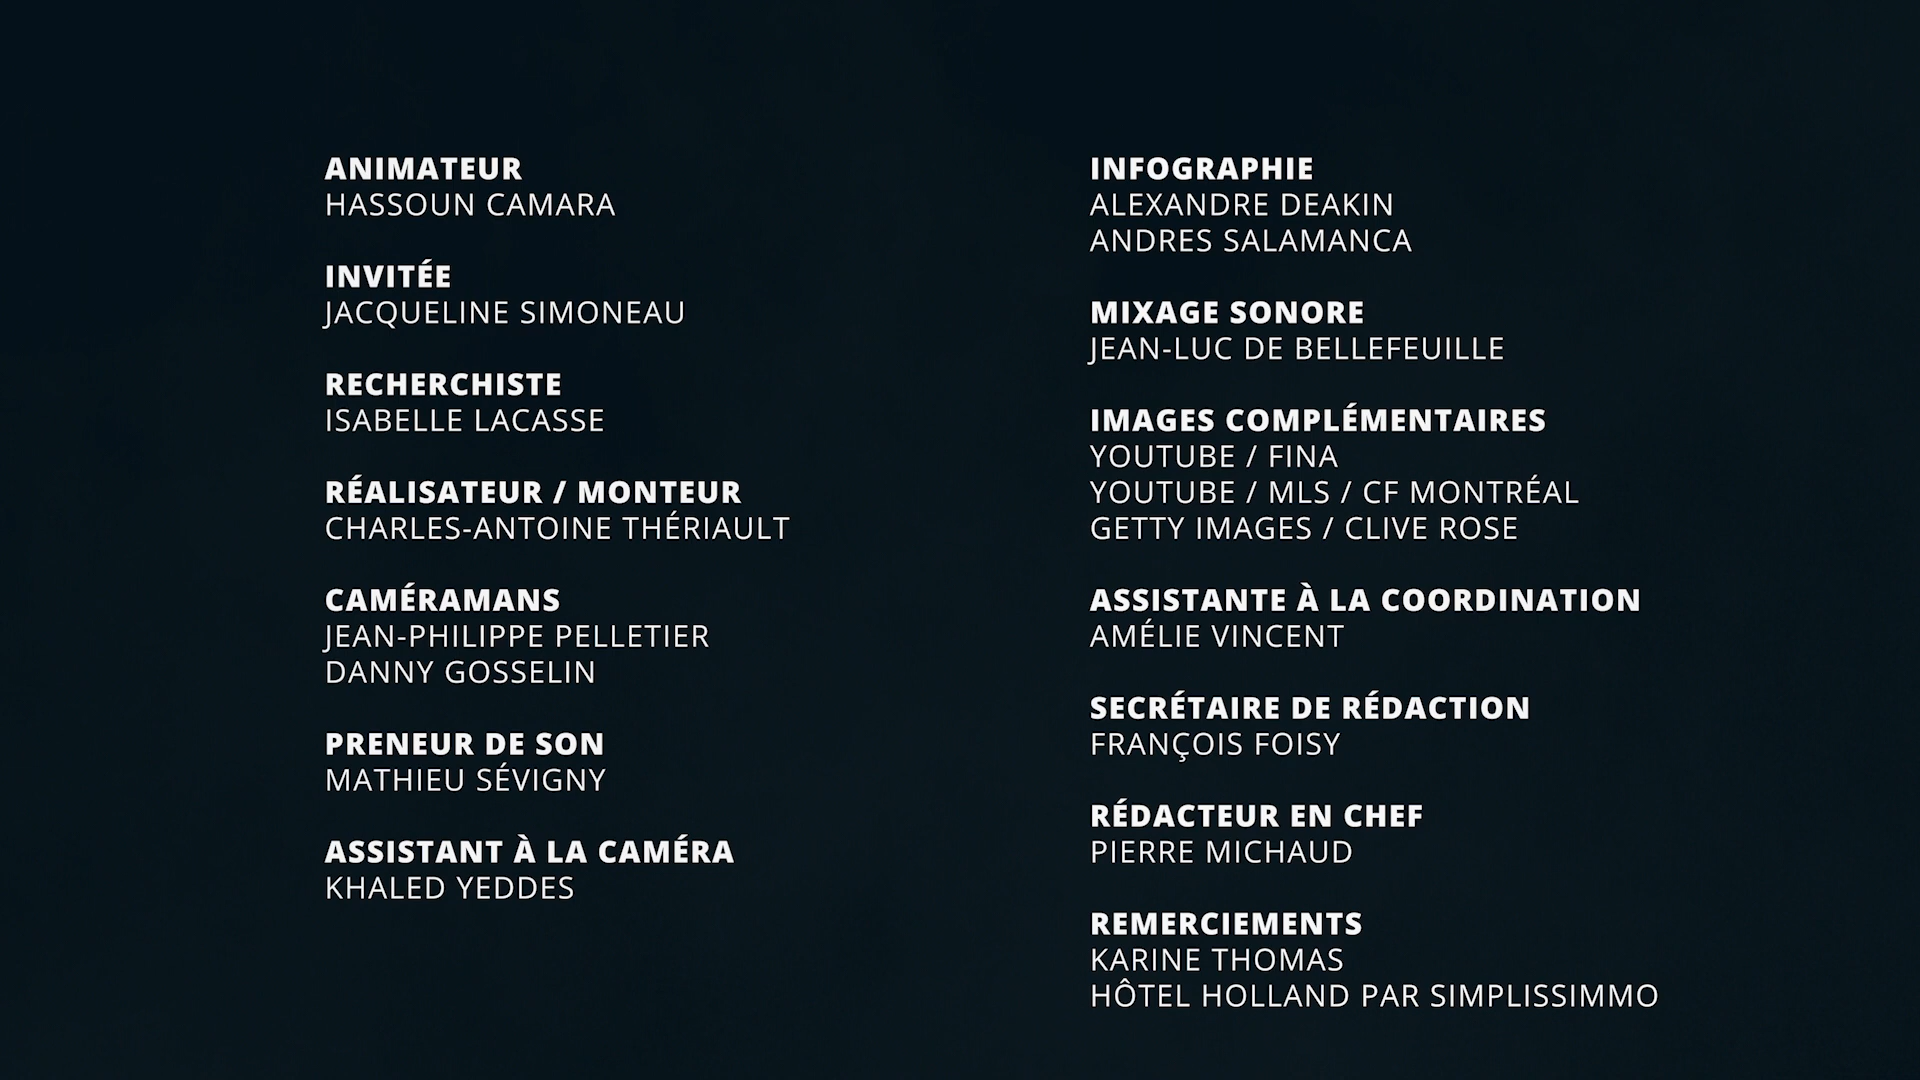 ANIMATEUR
HASSOUN CAMARA
INVITÉE
JACQUELINE SIMONEAU
RECHERCHISTE
ISABELLE LACASSE
RÉALISATEUR / MONTEUR
CHARLES-ANTOINE THÉRIAULT
CAMÉRAMANS
JEAN-PHILIPPE PELLETIER
DANNY GOSSELIN
PRENEUR DE SON
MATHIEU SÉVIGNY
ASSISTANT À LA CAMÉRA
KHALED YEDDES
INFOGRAPHIE
ALEXANDRE DEAKIN
ANDRES SALAMANCA
MIXAGE SONORE
JEAN-LUC DE BELLEFEUILLE
IMAGES COMPLÉMENTAIRES
YOUTUBE / FINA
YOUTUBE / MLS / CF MONTRÉAL
GETTY IMAGES / CLIVE ROSE
ASSISTANTE À LA COORDINATION
AMÉLIE VINCENT
SECRÉTAIRE DE RÉDACTION
FRANÇOIS FOISY
RÉDACTEUR EN CHEF
PIERRE MICHAUD
REMERCIEMENTS
KARINE THOMAS
HÔTEL HOLLAND PAR SIMPLISSIMMO